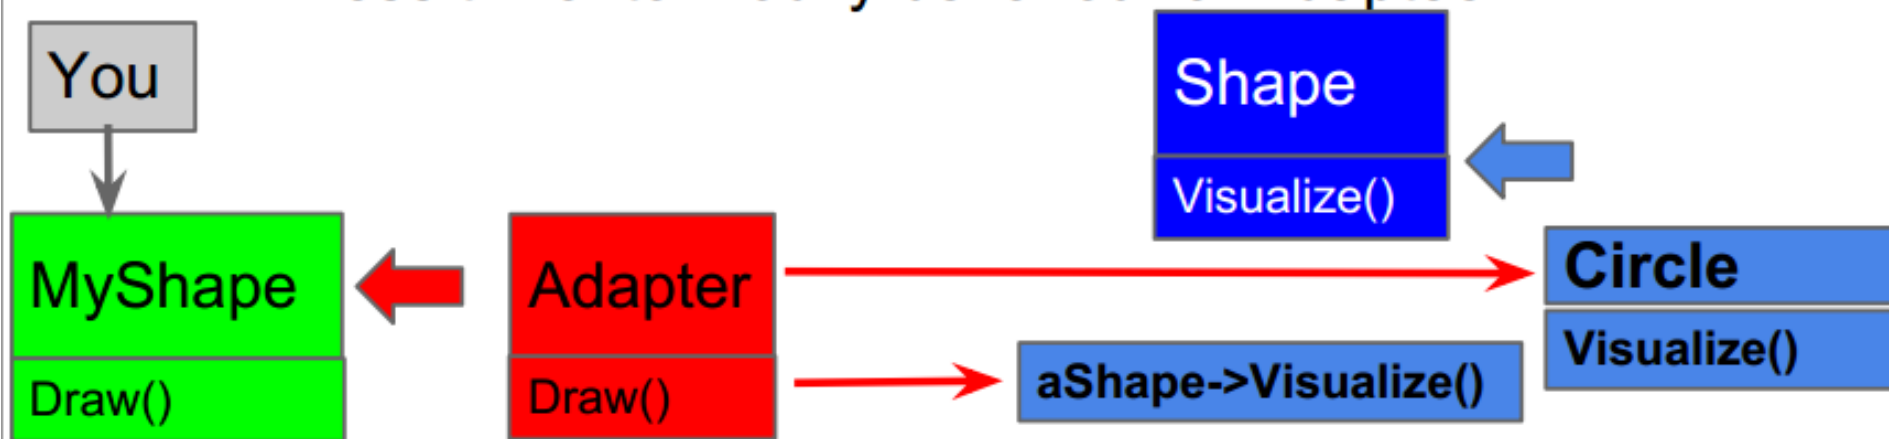 You
Shape
Visualize()
MyShape
Draw()
Adapter
Draw()
aShape->Visualize()
Circle
Visualize()